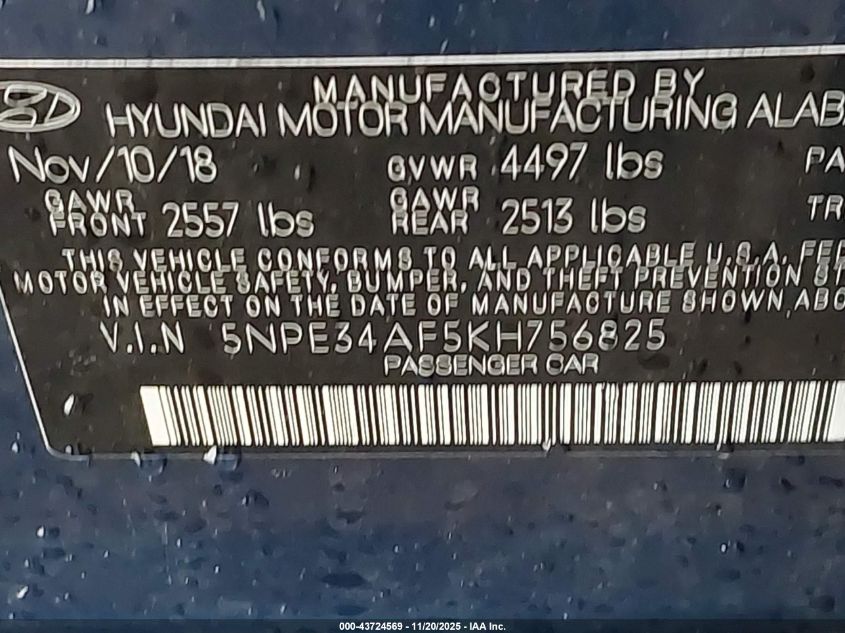 MANUFACTURED BY
HYUNDAI MOTOR MANUFACTURING ALAB
Nov/10/18 GVWR 4497 lbs PA
GAWR FRONT 2557 lbs GAWR REAR 2513 lbs TR
THIS VEHICLE CONFORMS TO ALL APPLICABLE U.S.A. FED
MOTOR VEHICLE SAFETY, BUMPER, AND THEFT PREVENTION ST
IN EFFECT ON THE DATE OF MANUFACTURE SHOWN, ABO
V.I.N 5NPE34AF5KH756825
PASSENGER CAR
000-43724569 - 11/20/2025 - IAA Inc.